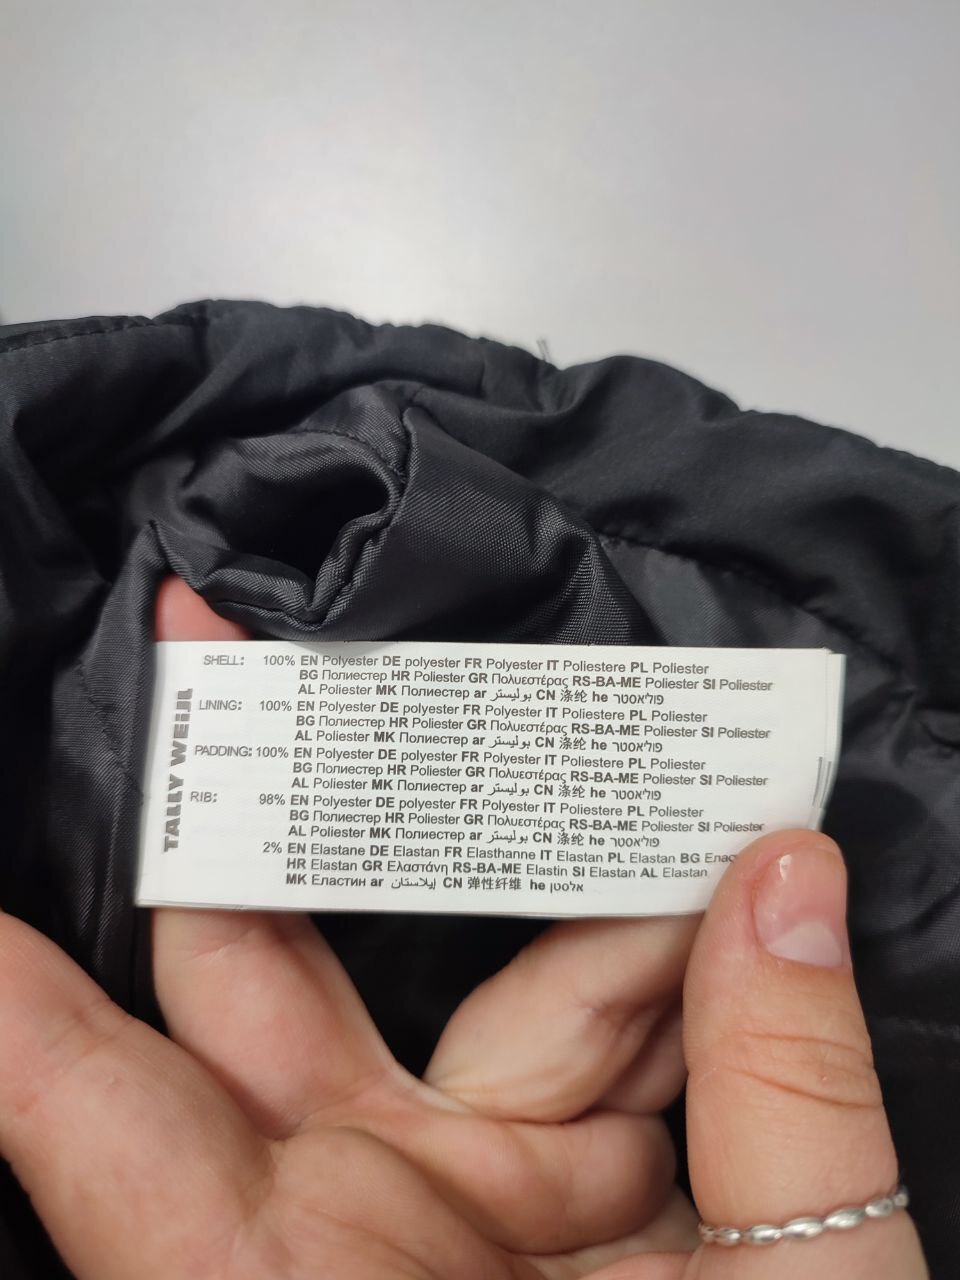 TALLY WEiJL
SHELL: 100% EN Polyester DE polyester FR Polyester IT Poliestere PL Poliester
BG Полиестер HR Poliester GR Πολυεστέρας RS-BA-ME Poliester SI Poliester
AL Poliester MK Полиестер ar بوليستر CN 涤纶 he פוליאסטר
LINING: 100% EN Polyester DE polyester FR Polyester IT Poliestere PL Poliester
BG Полиестер HR Poliester GR Πολυεστέρας RS-BA-ME Poliester SI Poliester
AL Poliester MK Полиестер ar بوليستر CN 涤纶 he פוליאסטר
PADDING: 100% EN Polyester DE polyester FR Polyester IT Poliestere PL Poliester
BG Полиестер HR Poliester GR Πολυεστέρας RS-BA-ME Poliester SI Poliester
AL Poliester MK Полиестер ar بوليستر CN 涤纶 he פוליאסטר
RIB: 98% EN Polyester DE polyester FR Polyester IT Poliestere PL Poliester
BG Полиестер HR Poliester GR Πολυεστέρας RS-BA-ME Poliester SI Poliester
AL Poliester MK Полиестер ar بوليستر CN 涤纶 he פוליאסטר
2% EN Elastane DE Elastan FR Elasthanne IT Elastan PL Elastan BG
HR Elastan GR Ελαστάνη RS-BA-ME Elastin SI Elastan AL Elastan
MK Еластин ar إيلاستان CN 弹性纤维 he אלסטן